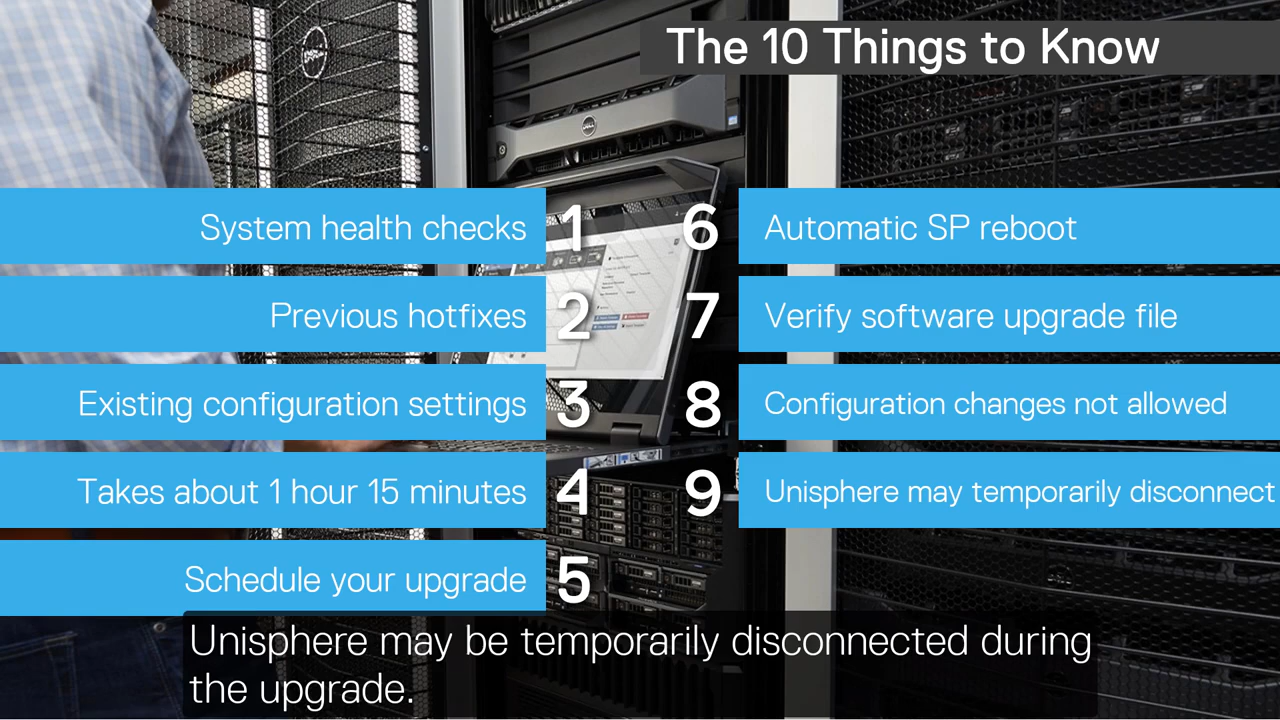 The 10 Things to Know
System health checks 1
Previous hotfixes 2
Existing configuration settings 3
Takes about 1 hour 15 minutes 4
Schedule your upgrade 5
6 Automatic SP reboot
7 Verify software upgrade file
8 Configuration changes not allowed
9 Unisphere may temporarily disconnect
Unisphere may be temporarily disconnected during
the upgrade.
DELL
DELL